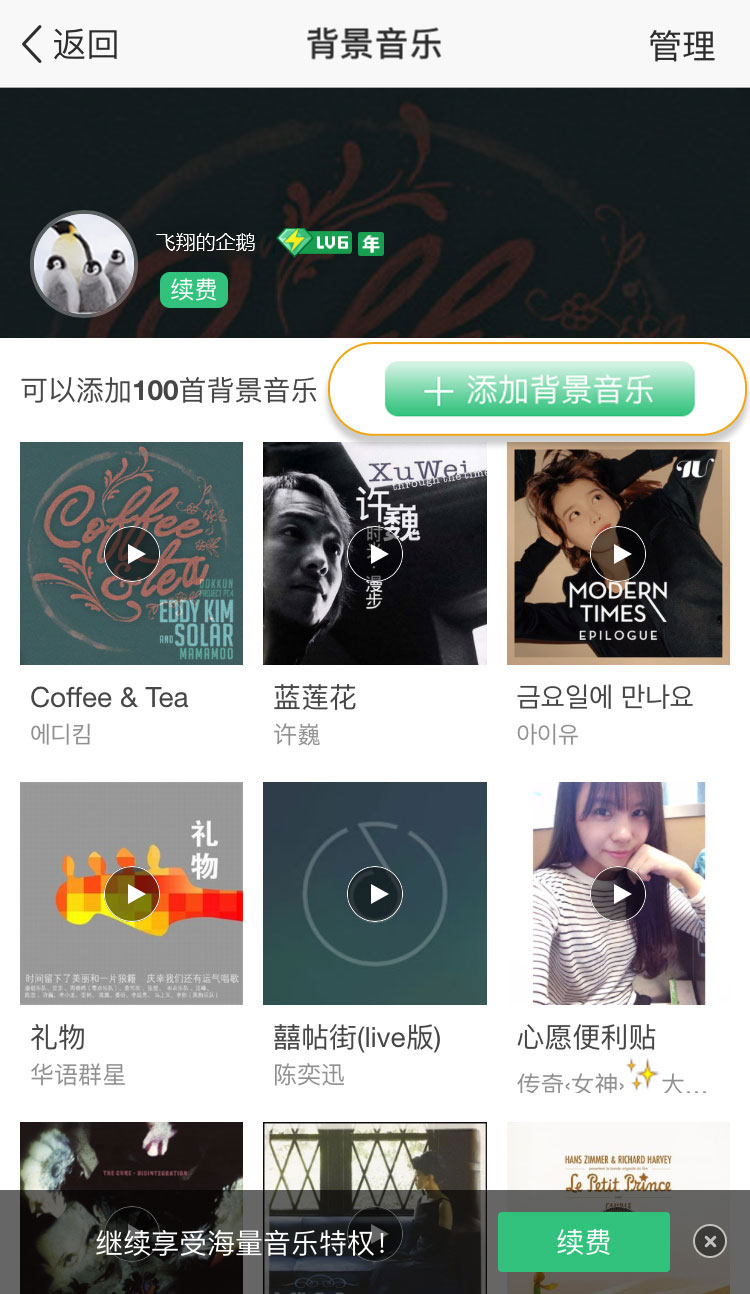 返回
背景音乐
管理
飞翔的企鹅
LV6
年
续费
可以添加100首背景音乐
+ 添加背景音乐
Coffee
& tea
DOKKUN
PROJECT PT.4
EDDY KIM
AND SOLAR
MAMAMOO
XuWei
through the time
许巍
时光·漫步
IU
MODERN
TIMES
EPILOGUE
Coffee & Tea
에디킴
蓝莲花
许巍
금요일에 만나요
아이유
礼物
时间留下了美丽和一片狼籍 庆幸我们还有运气唱歌
礼物
华语群星
囍帖街(live版)
陈奕迅
心愿便利贴
传奇‹女神›✨大…
THE CURE · DISINTEGRATION
HANS ZIMMER & RICHARD HARVEY
Le Petit Prince
CAMILLE
继续享受海量音乐特权!
续费